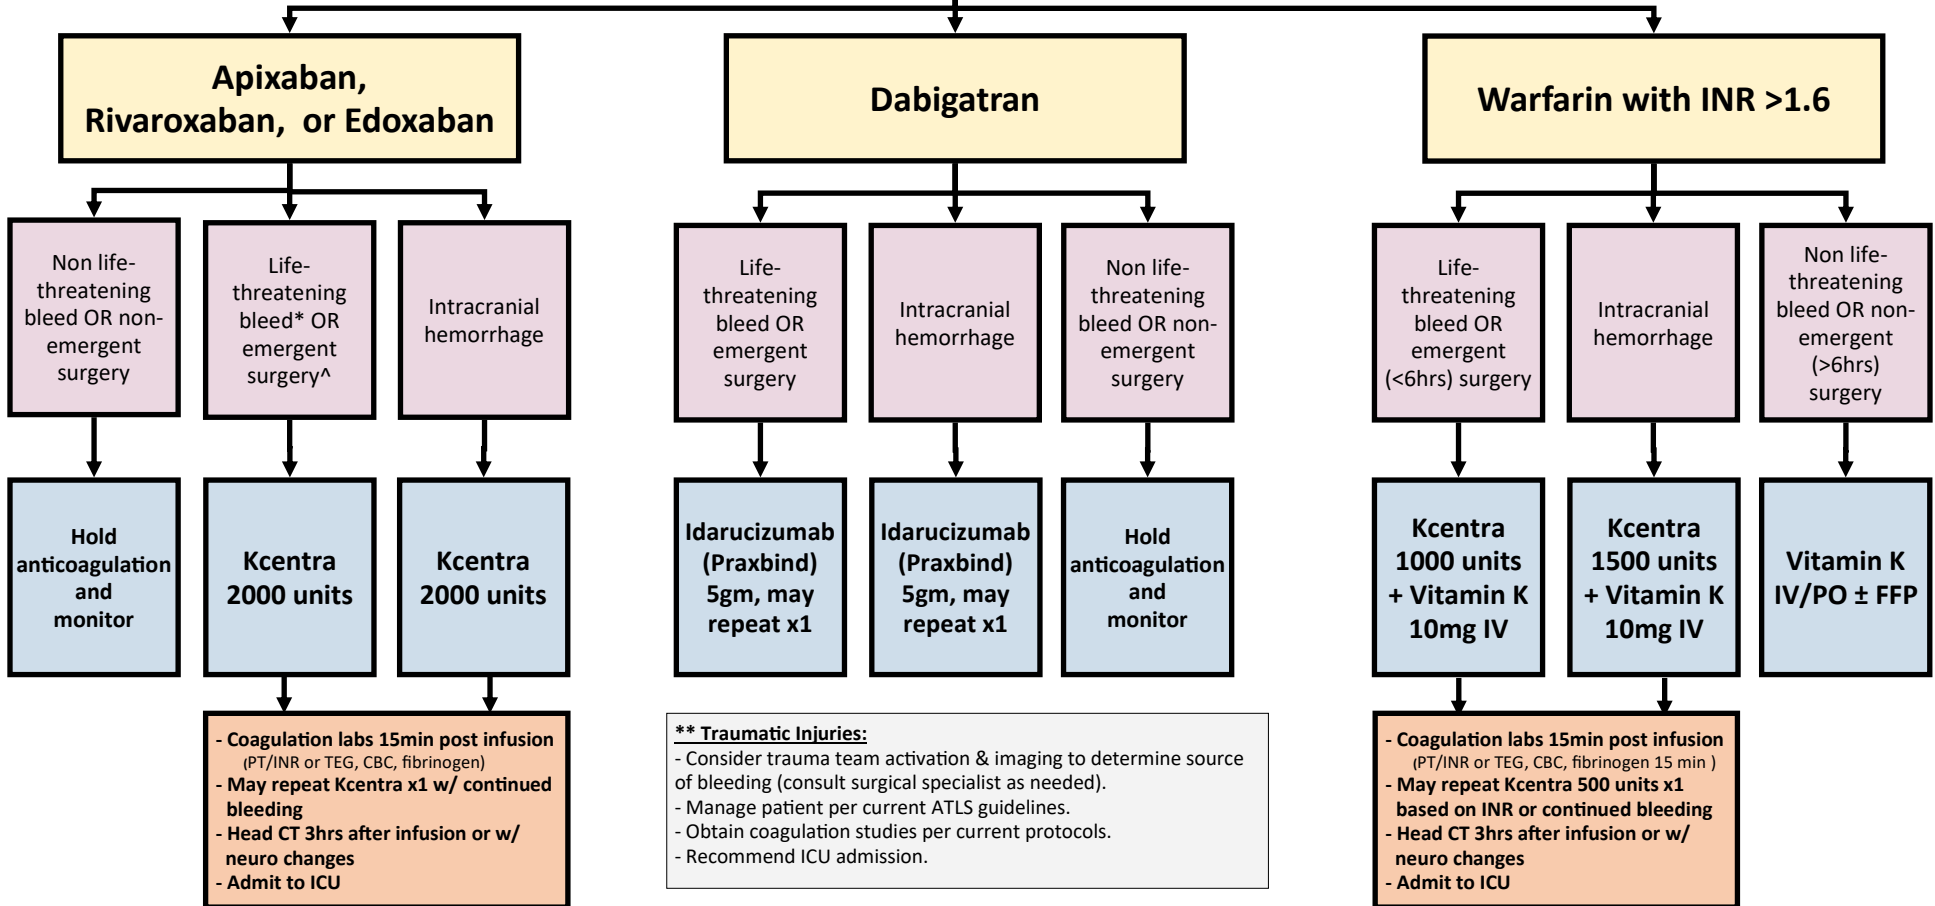 Apixaban,
Rivaroxaban, or Edoxaban
Dabigatran
Warfarin with INR >1.6
Non life-
threatening
bleed OR non-
emergent
surgery
Life-
threatening
bleed* OR
emergent
surgery^
Intracranial
hemorrhage
Life-
threatening
bleed OR
emergent
surgery
Intracranial
hemorrhage
Non life-
threatening
bleed OR non-
emergent
surgery
Life-
threatening
bleed OR
emergent
(<6hrs) surgery
Intracranial
hemorrhage
Non life-
threatening
bleed OR non-
emergent
(>6hrs)
surgery
Hold
anticoagulation
and
monitor
Kcentra
2000 units
Kcentra
2000 units
Idarucizumab
(Praxbind)
5gm, may
repeat x1
Idarucizumab
(Praxbind)
5gm, may
repeat x1
Hold
anticoagulation
and
monitor
Kcentra
1000 units
+ Vitamin K
10mg IV
Kcentra
1500 units
+ Vitamin K
10mg IV
Vitamin K
IV/PO ± FFP
- Coagulation labs 15min post infusion
(PT/INR or TEG, CBC, fibrinogen)
- May repeat Kcentra x1 w/ continued
bleeding
- Head CT 3hrs after infusion or w/
neuro changes
- Admit to ICU
** Traumatic Injuries:
- Consider trauma team activation & imaging to determine source
of bleeding (consult surgical specialist as needed).
- Manage patient per current ATLS guidelines.
- Obtain coagulation studies per current protocols.
- Recommend ICU admission.
- Coagulation labs 15min post infusion
(PT/INR or TEG, CBC, fibrinogen 15 min )
- May repeat Kcentra 500 units x1
based on INR or continued bleeding
- Head CT 3hrs after infusion or w/
neuro changes
- Admit to ICU